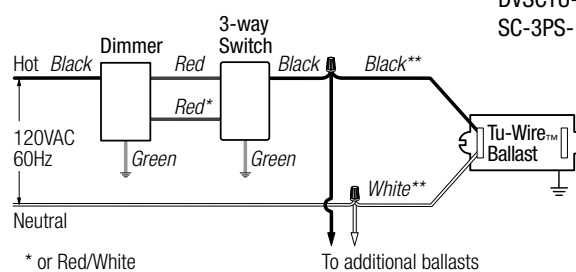 DVSCTU-
SC-3PS-
3-way
Switch
Dimmer
Hot Black
Red
Black
Black**
Red*
120VAC
60Hz
Green
Green
Tu-Wire™
Ballast
White**
Neutral
* or Red/White
To additional ballasts